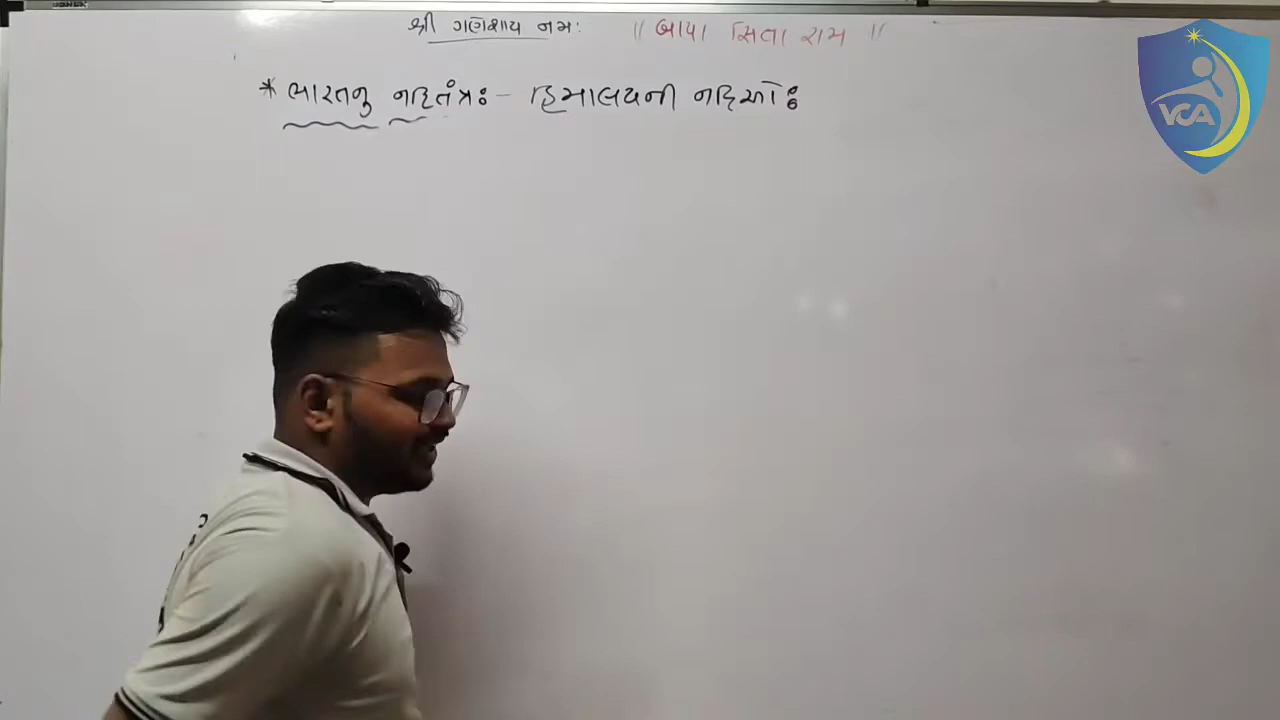 શ્રી ગણેશાય નમઃ || બાપા સિતા રામ ||
* ભારતનુ નદિતંત્રઃ - હિમાલયની નદિઓઃ
VCA